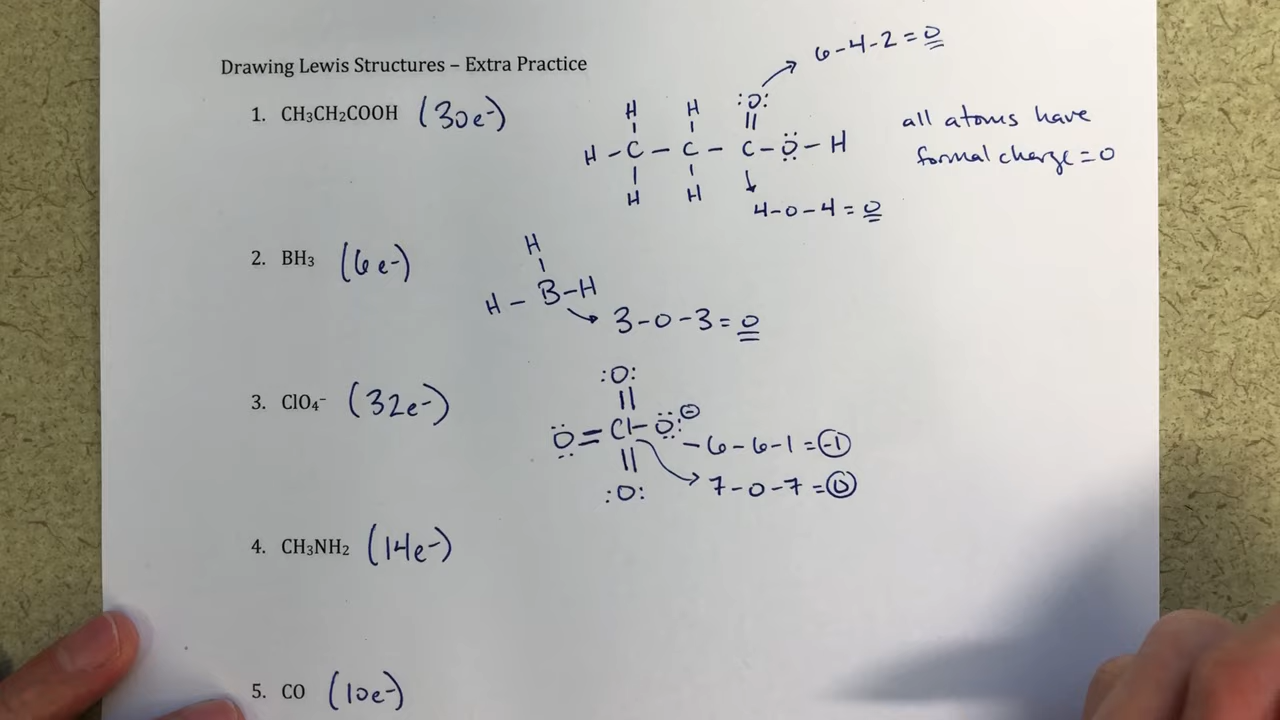 Drawing Lewis Structures – Extra Practice
6-4-2=0
1. CH₃CH₂COOH (30e-)
H H :O:
H - C - C - C - Ö - H
H H
4-0-4=0
all atoms have
formal charge=0
2. BH₃ (6e-)
H
H - B - H
3-0-3=0
3. ClO₄⁻ (32e-)
:O:
Ö = Cl - Ö: ⊖
:O:
6-6-1=-1
7-0-7=0
4. CH₃NH₂ (14e-)
5. CO (10e-)